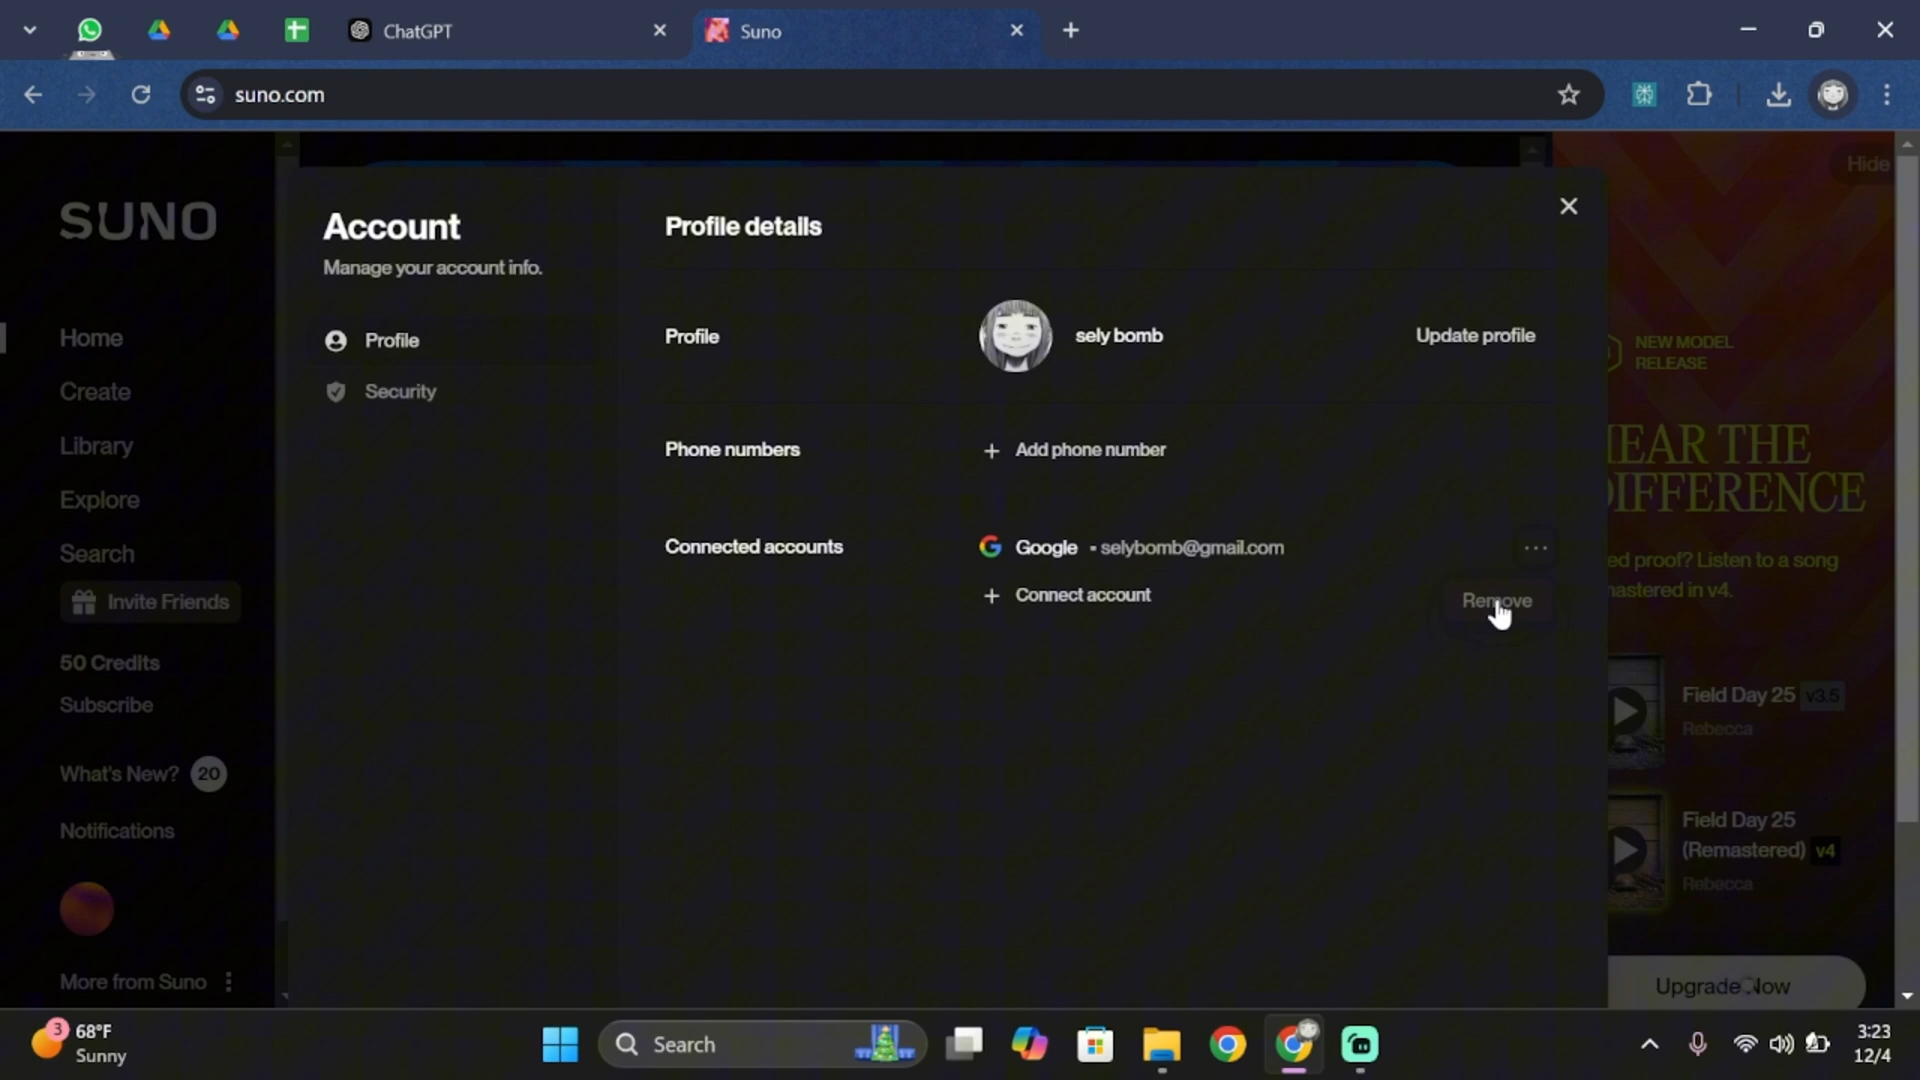 ChatGPT
Suno
suno.com
Hide
SUNO
Home
Create
Library
Explore
Search
Invite Friends
50 Credits
Subscribe
What's New? 20
Notifications
More from Suno
Account
Manage your account info.
Profile
Security
Profile details
Profile
sely bomb
Update profile
Phone numbers
+ Add phone number
Connected accounts
Google • selybomb@gmail.com
+ Connect account
Remove
NEW MODEL
RELEASE
EAR THE
DIFFERENCE
ed proof? Listen to a song
mastered in v4.
Field Day 25 v3.5
Rebecca
Field Day 25
(Remastered) v4
Rebecca
Upgrade Now
3
68°F
Sunny
Search
3:23
12/4